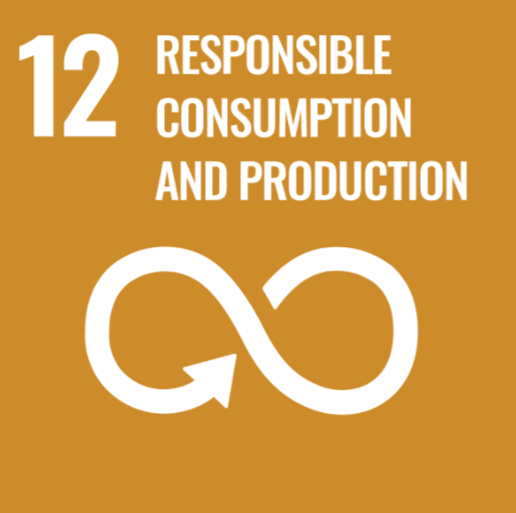 12 RESPONSIBLE
CONSUMPTION
AND PRODUCTION